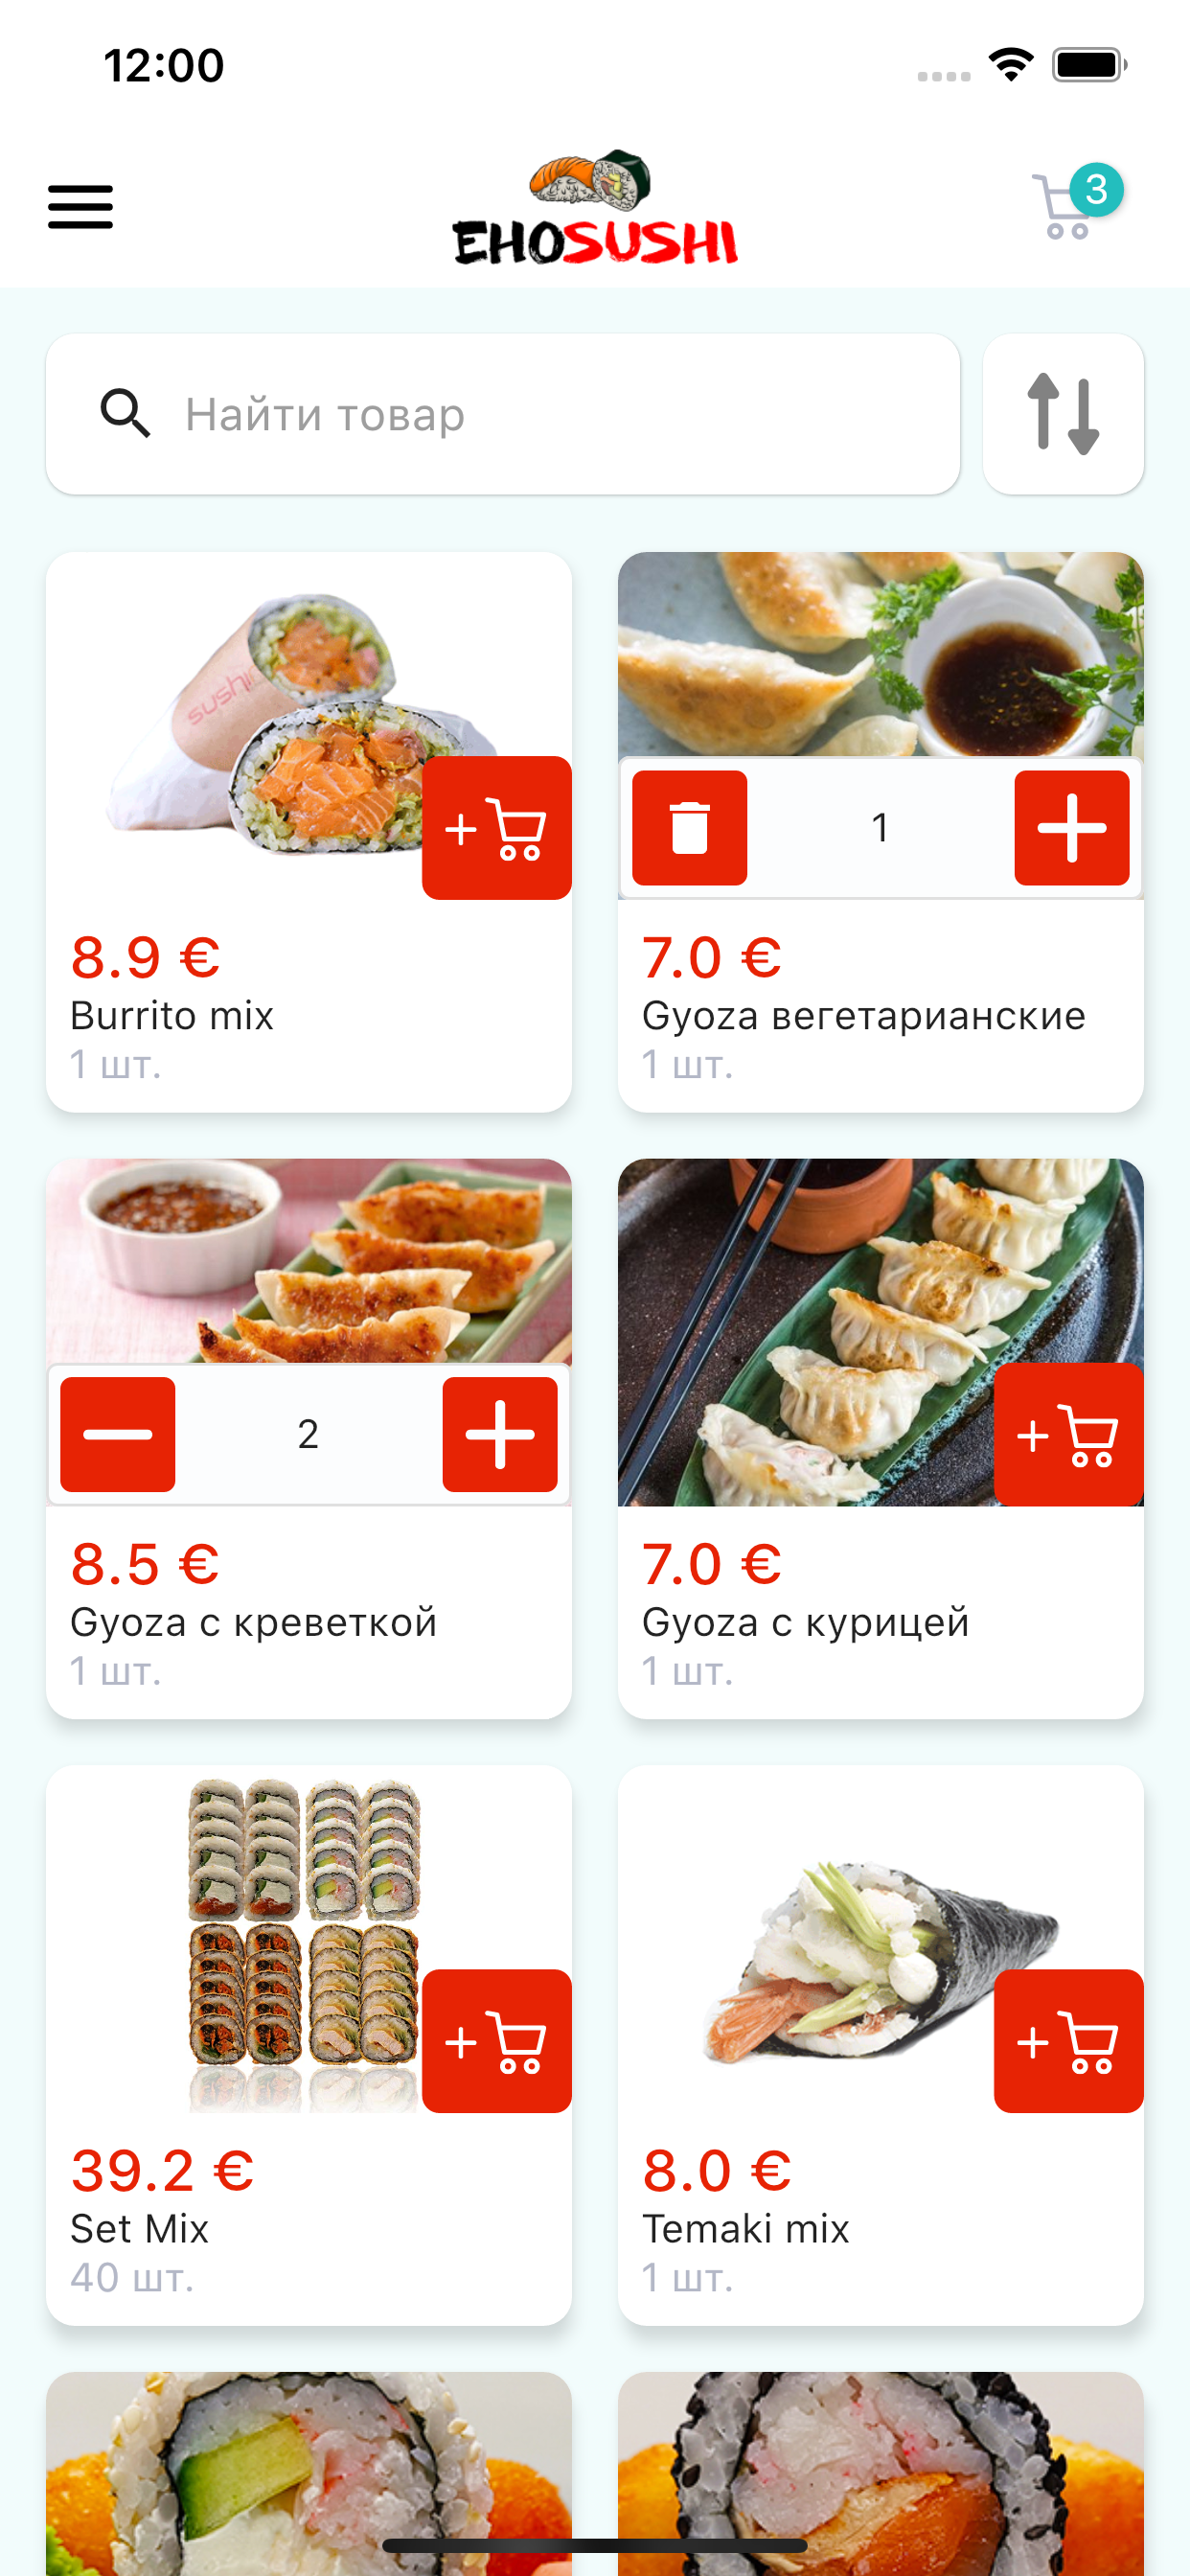 12:00
EHOSUSHI
3
Найти товар
sushi
1
8.9 €
Burrito mix
1 шт.
7.0 €
Gyoza вегетарианские
1 шт.
2
8.5 €
Gyoza с креветкой
1 шт.
7.0 €
Gyoza с курицей
1 шт.
39.2 €
Set Mix
40 шт.
8.0 €
Temaki mix
1 шт.